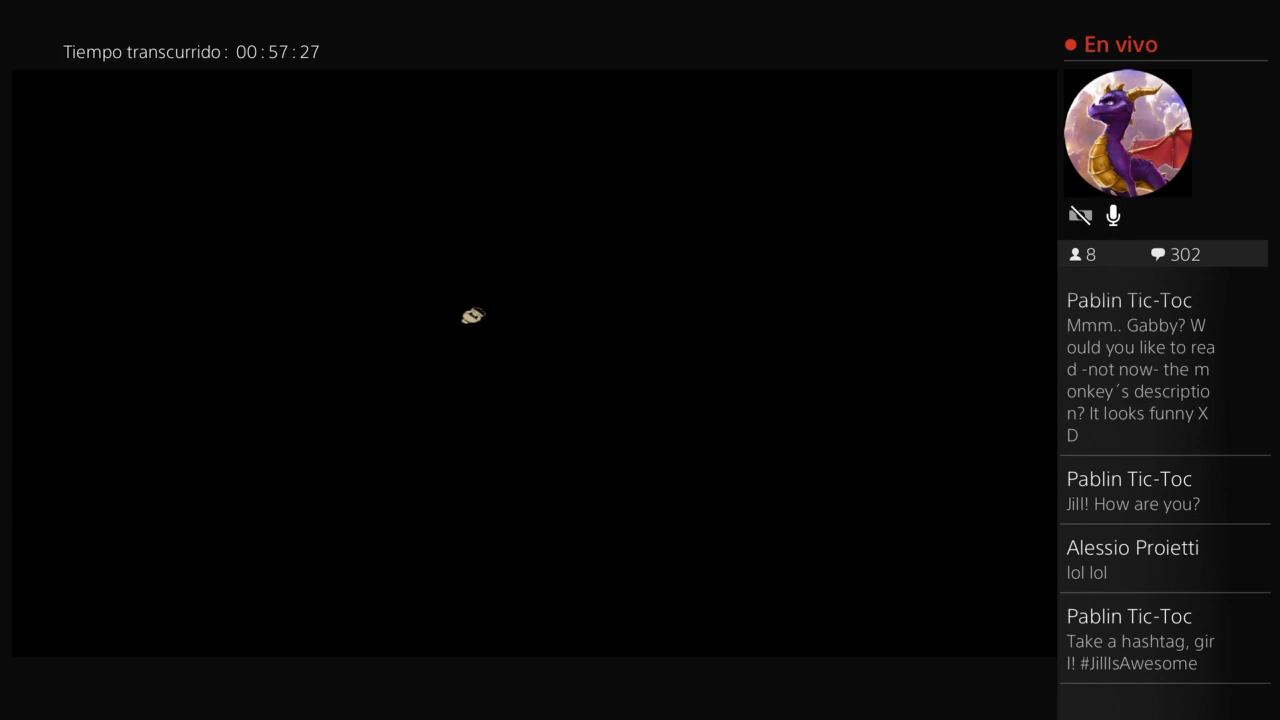 Tiempo transcurrido : 00 : 57 : 27
En vivo
8 302
Pablin Tic-Toc
Mmm.. Gabby? W
ould you like to rea
d -not now- the m
onkey´s descriptio
n? It looks funny X
D
Pablin Tic-Toc
Jill! How are you?
Alessio Proietti
lol lol
Pablin Tic-Toc
Take a hashtag, gir
l! #JillIsAwesome